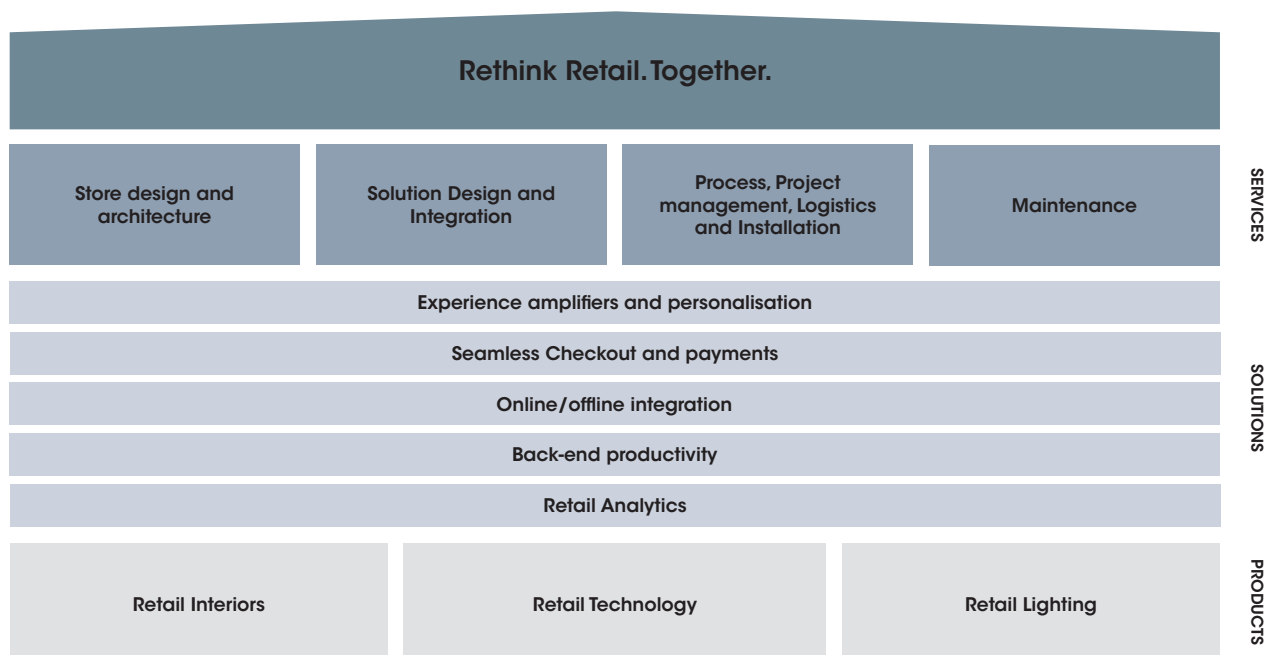 Rethink Retail. Together.
Store design and
architecture
Solution Design and
Integration
Process, Project
management, Logistics
and Installation
Maintenance
SERVICES
Experience amplifiers and personalisation
Seamless Checkout and payments
Online/offline integration
Back-end productivity
Retail Analytics
SOLUTIONS
Retail Interiors
Retail Technology
Retail Lighting
PRODUCTS